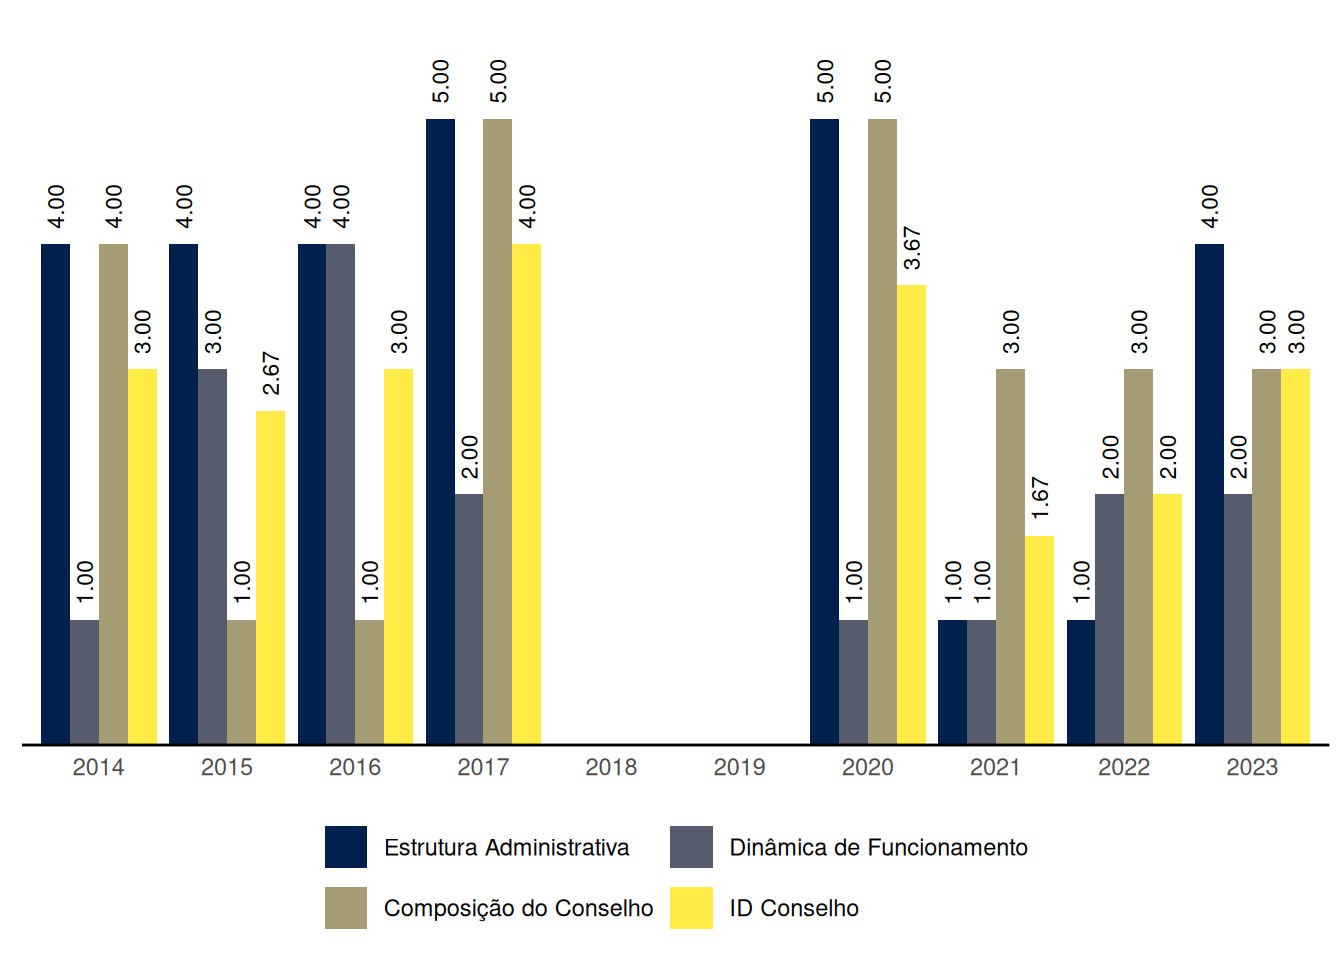 5.00 5.00 5.00 5.00
4.00 4.00 4.00 4.00 4.00 4.00 4.00
3.67
3.00 3.00 3.00 3.00 3.00 3.00 3.00
2.67
2.00 2.00 2.00 2.00
1.67
1.00 1.00 1.00 1.00 1.00 1.00 1.00
2014 2015 2016 2017 2018 2019 2020 2021 2022 2023
Estrutura Administrativa Dinâmica de Funcionamento
Composição do Conselho ID Conselho